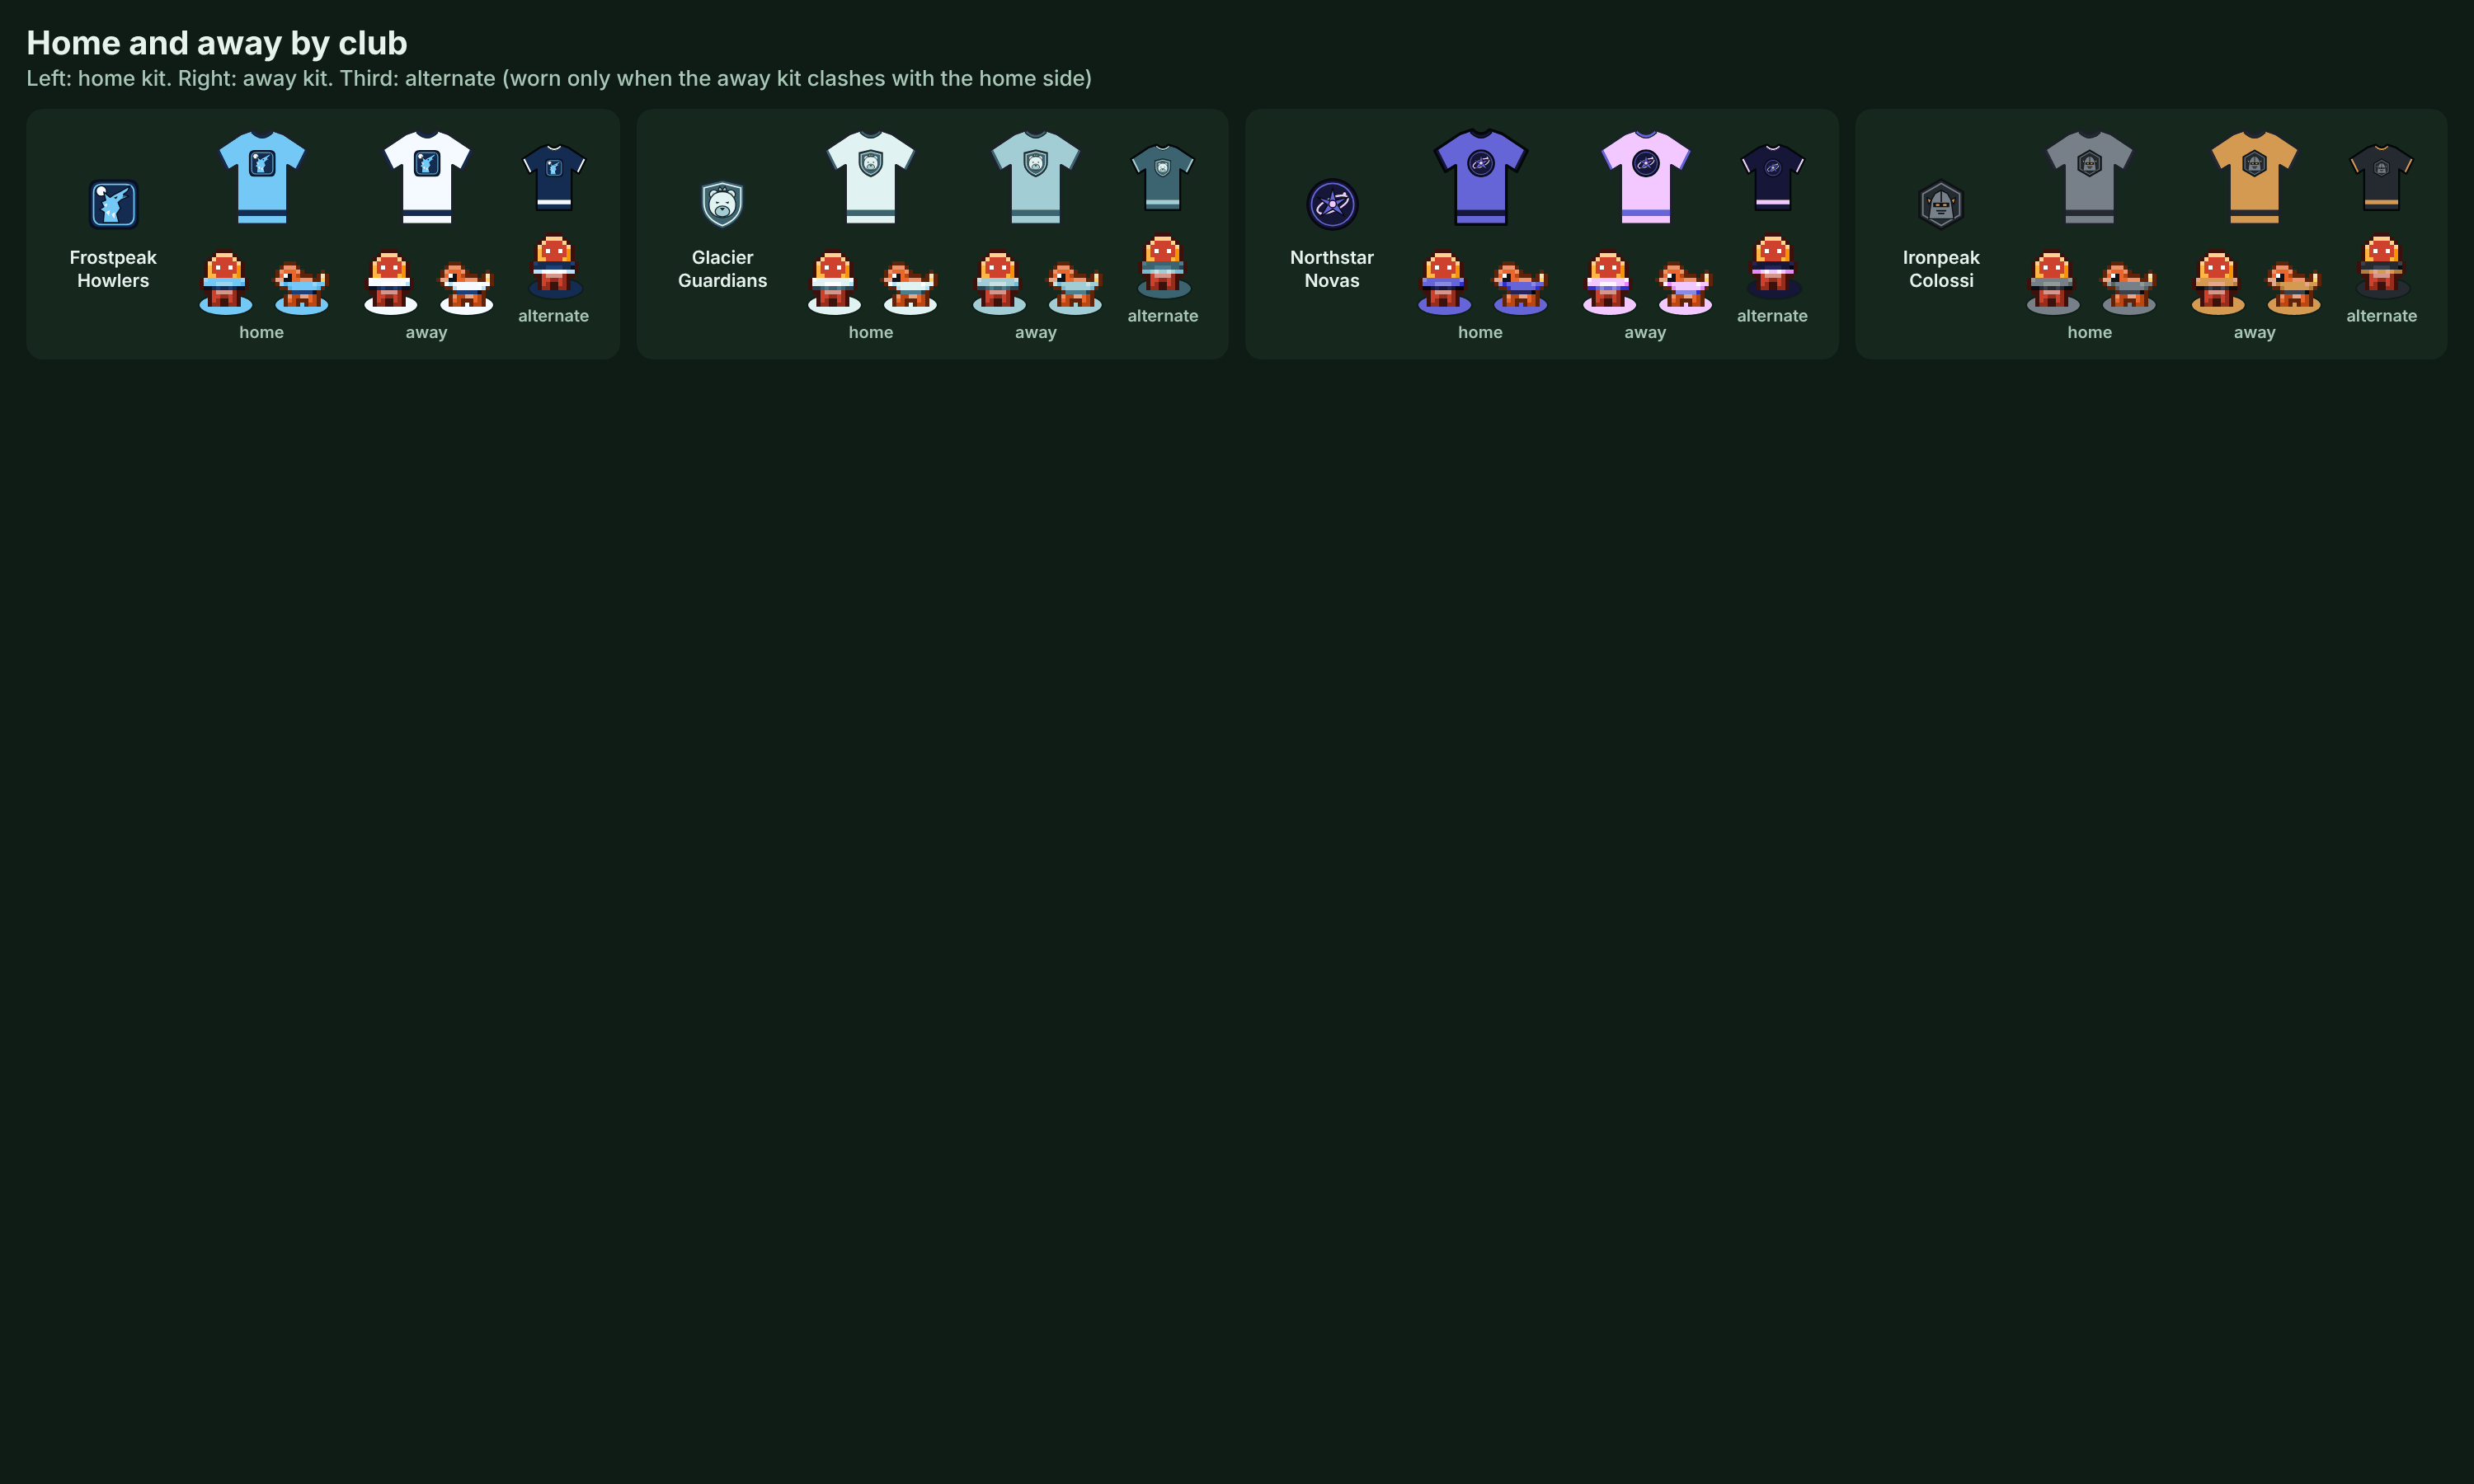 Home and away by club
Left: home kit. Right: away kit. Third: alternate (worn only when the away kit clashes with the home side)
Frostpeak
Howlers
home
away
alternate
Glacier
Guardians
home
away
alternate
Northstar
Novas
home
away
alternate
Ironpeak
Colossi
home
away
alternate